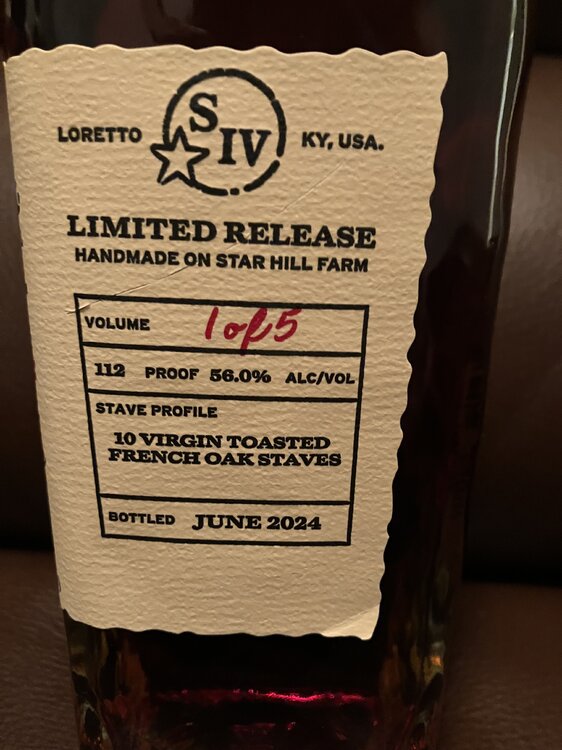 S
IV
LORETTO KY, USA.
LIMITED RELEASE
HANDMADE ON STAR HILL FARM
VOLUME 1 of 5
112 PROOF 56.0% ALC/VOL
STAVE PROFILE
10 VIRGIN TOASTED
FRENCH OAK STAVES
BOTTLED JUNE 2024